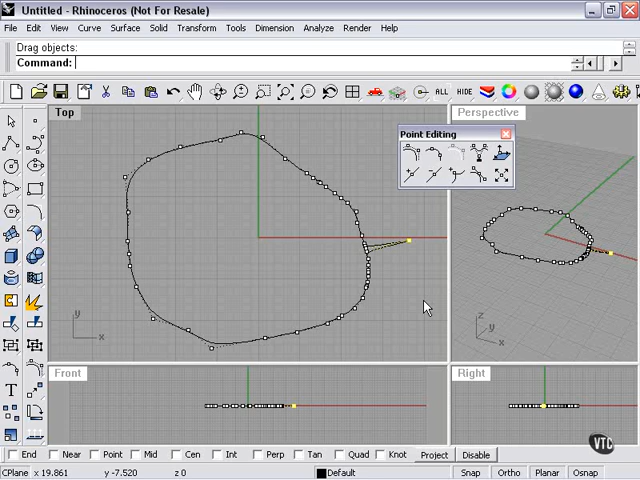 Untitled - Rhinoceros (Not For Resale)
File Edit View Curve Surface Solid Transform Tools Dimension Analyze Render Help
Drag objects:
Command:
ALL
Top
Perspective
Point Editing
y
x
z
y
x
Front
Right
T
End Near Point Mid Cen Int Perp Tan Quad Knot Project Disable
VTC
CPlane x 19.861 y -7.520 z 0 Default Snap Ortho Planar Osnap